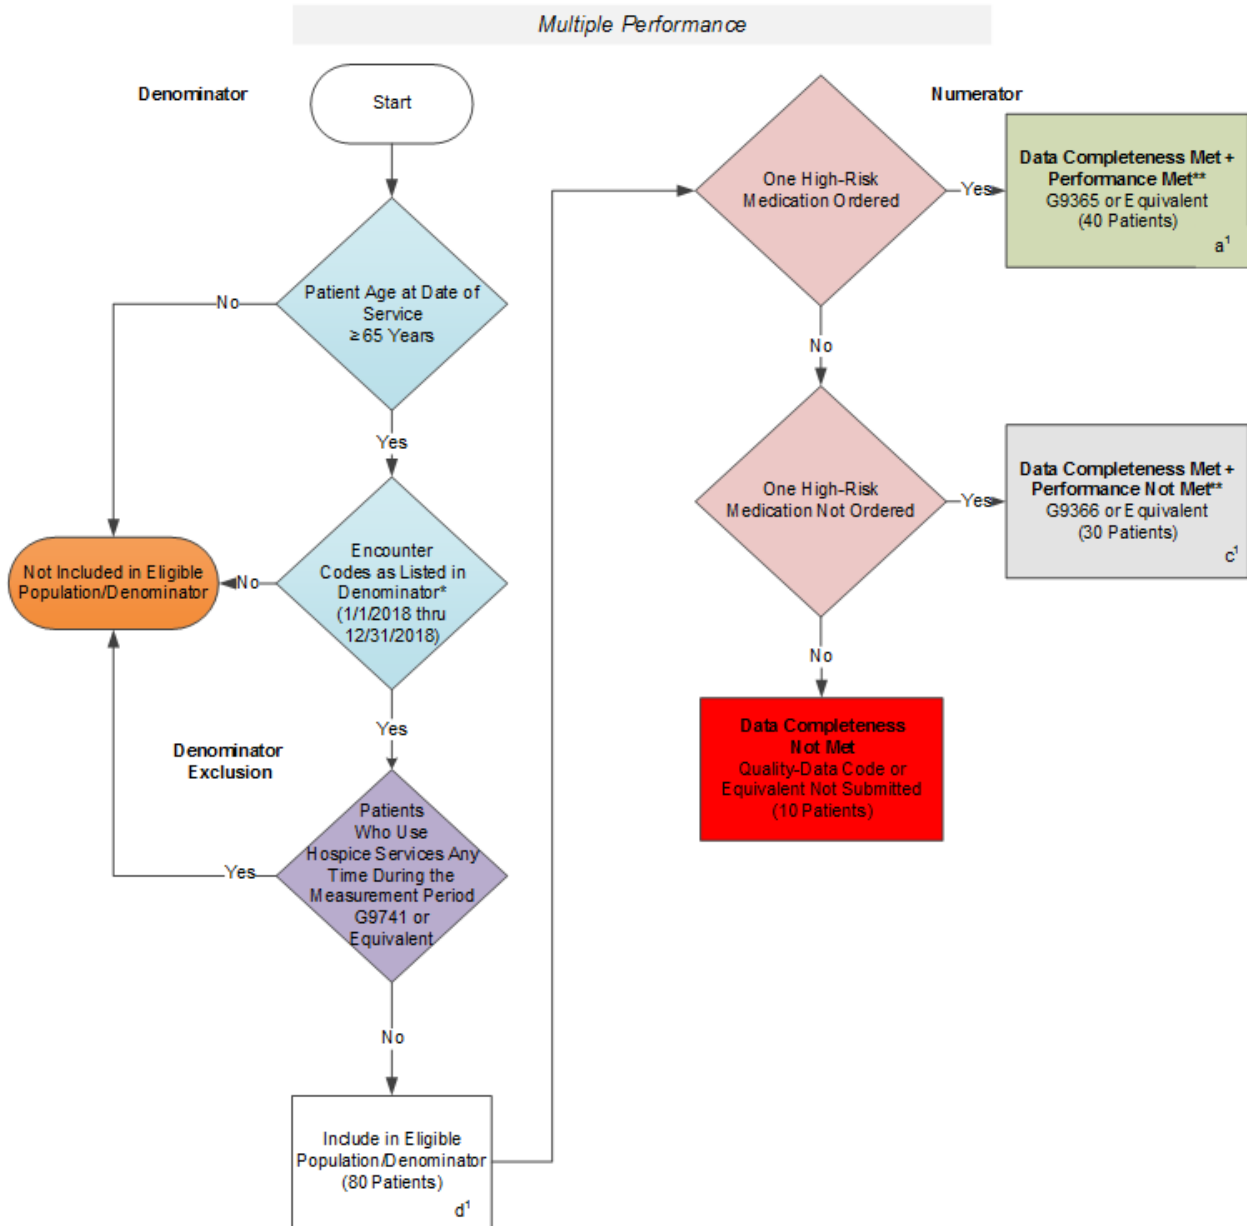 Multiple Performance
Denominator
Start
Patient Age at Date of
Service
≥ 65 Years
No
Yes
Encounter
Codes as Listed in
Denominator*
(1/1/2018 thru
12/31/2018)
No
Not Included in Eligible
Population/Denominator
Yes
Denominator
Exclusion
Patients
Who Use
Hospice Services Any
Time During the
Measurement Period
G9741 or
Equivalent
Yes
No
Include in Eligible
Population/Denominator
(80 Patients)
d¹
Numerator
One High-Risk
Medication Ordered
Yes
Data Completeness Met +
Performance Met**
G9365 or Equivalent
(40 Patients)
a¹
No
One High-Risk
Medication Not Ordered
Yes
Data Completeness Met +
Performance Not Met**
G9366 or Equivalent
(30 Patients)
c¹
No
Data Completeness
Not Met
Quality-Data Code or
Equivalent Not Submitted
(10 Patients)